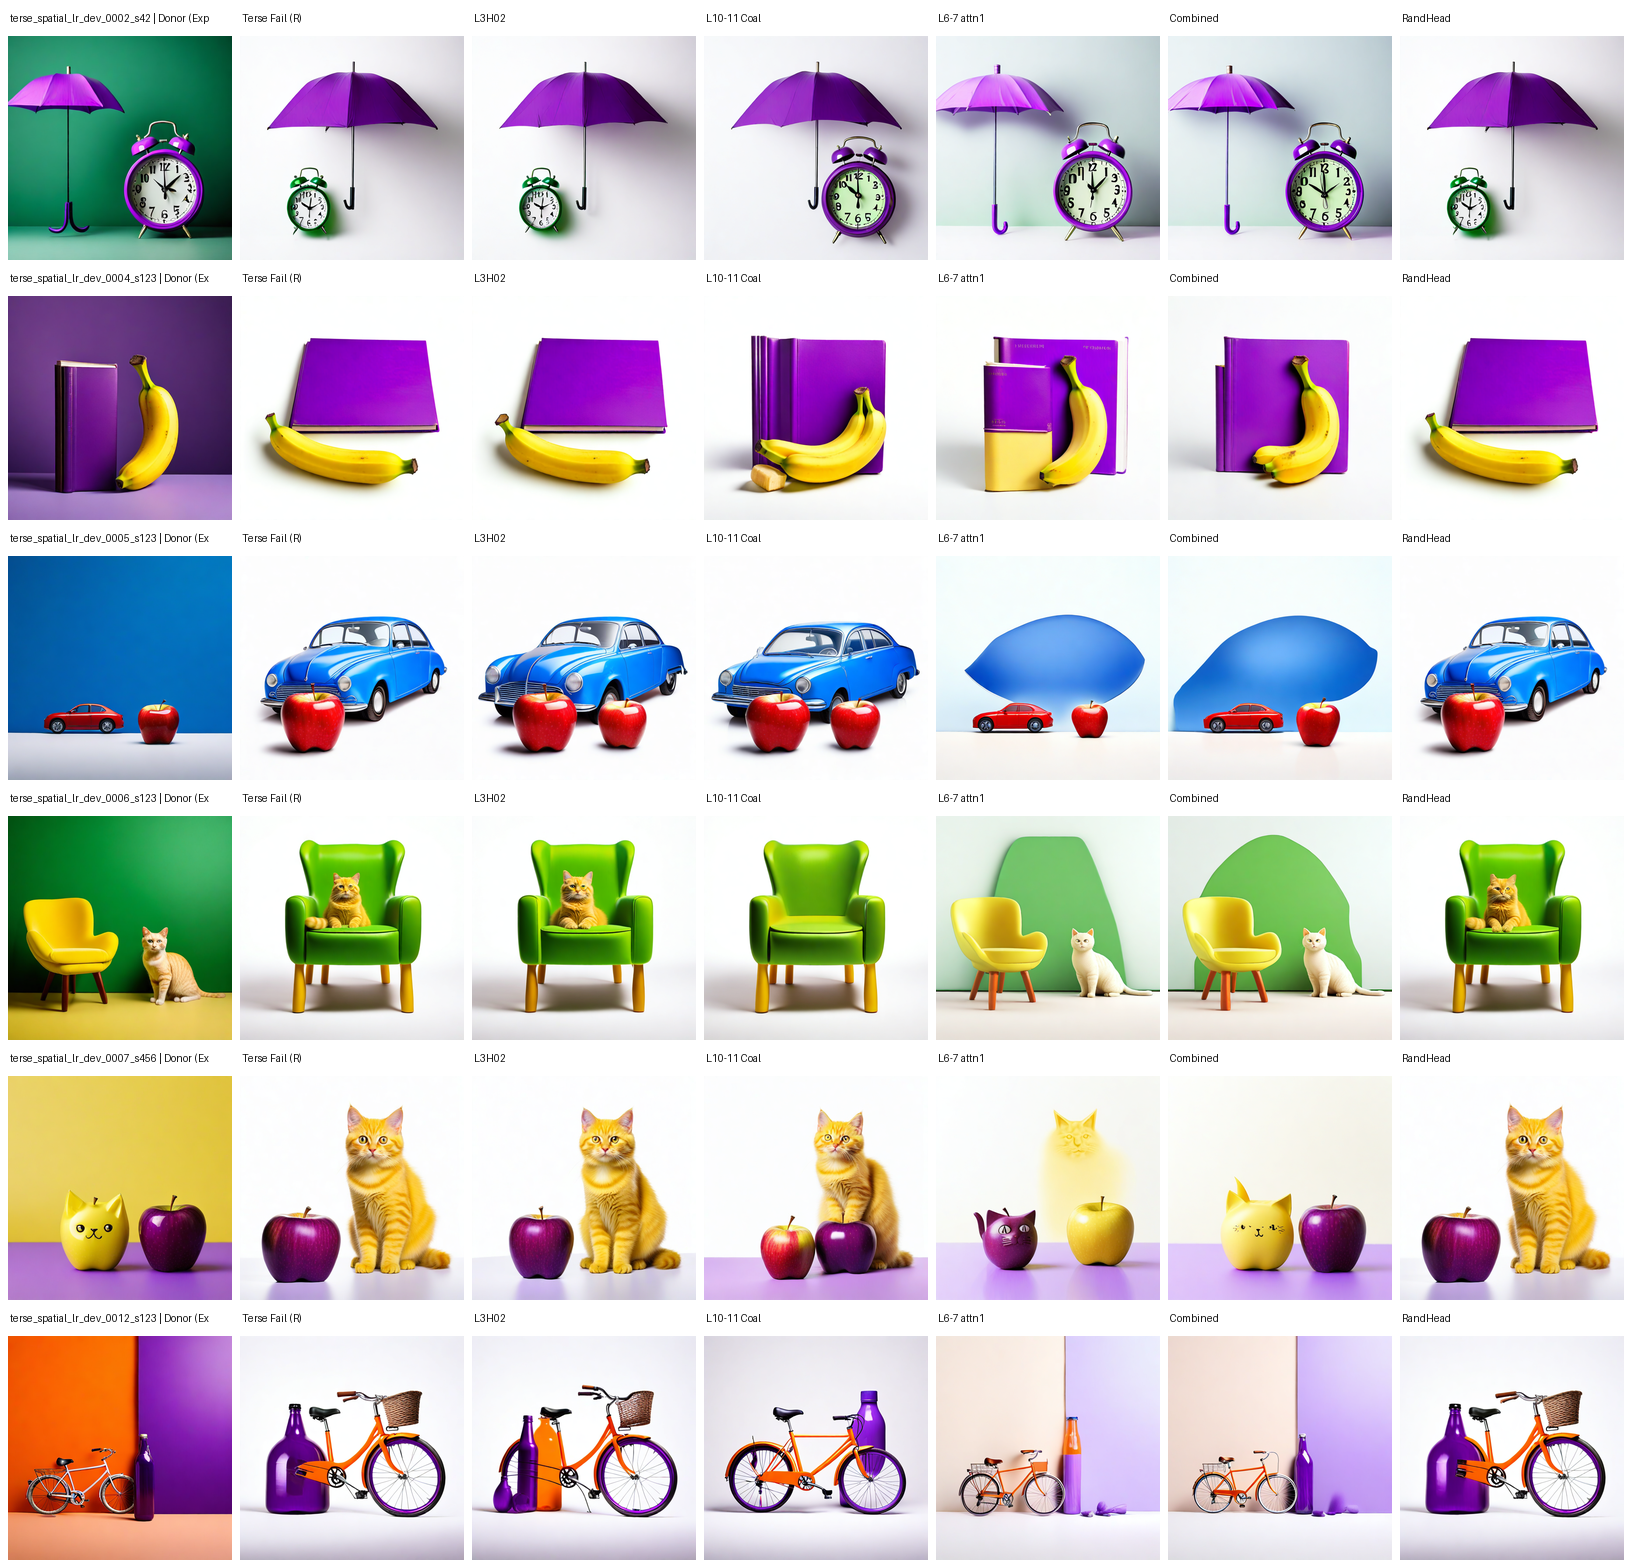 terse_spatial_lr_dev_0002_s42 | Donor (Exp Terse Fail (R) L3H02 L10-11 Coal L6-7 attn1 Combined RandHead
terse_spatial_lr_dev_0004_s123 | Donor (Ex Terse Fail (R) L3H02 L10-11 Coal L6-7 attn1 Combined RandHead
terse_spatial_lr_dev_0005_s123 | Donor (Ex Terse Fail (R) L3H02 L10-11 Coal L6-7 attn1 Combined RandHead
terse_spatial_lr_dev_0006_s123 | Donor (Ex Terse Fail (R) L3H02 L10-11 Coal L6-7 attn1 Combined RandHead
terse_spatial_lr_dev_0007_s456 | Donor (Ex Terse Fail (R) L3H02 L10-11 Coal L6-7 attn1 Combined RandHead
terse_spatial_lr_dev_0012_s123 | Donor (Ex Terse Fail (R) L3H02 L10-11 Coal L6-7 attn1 Combined RandHead